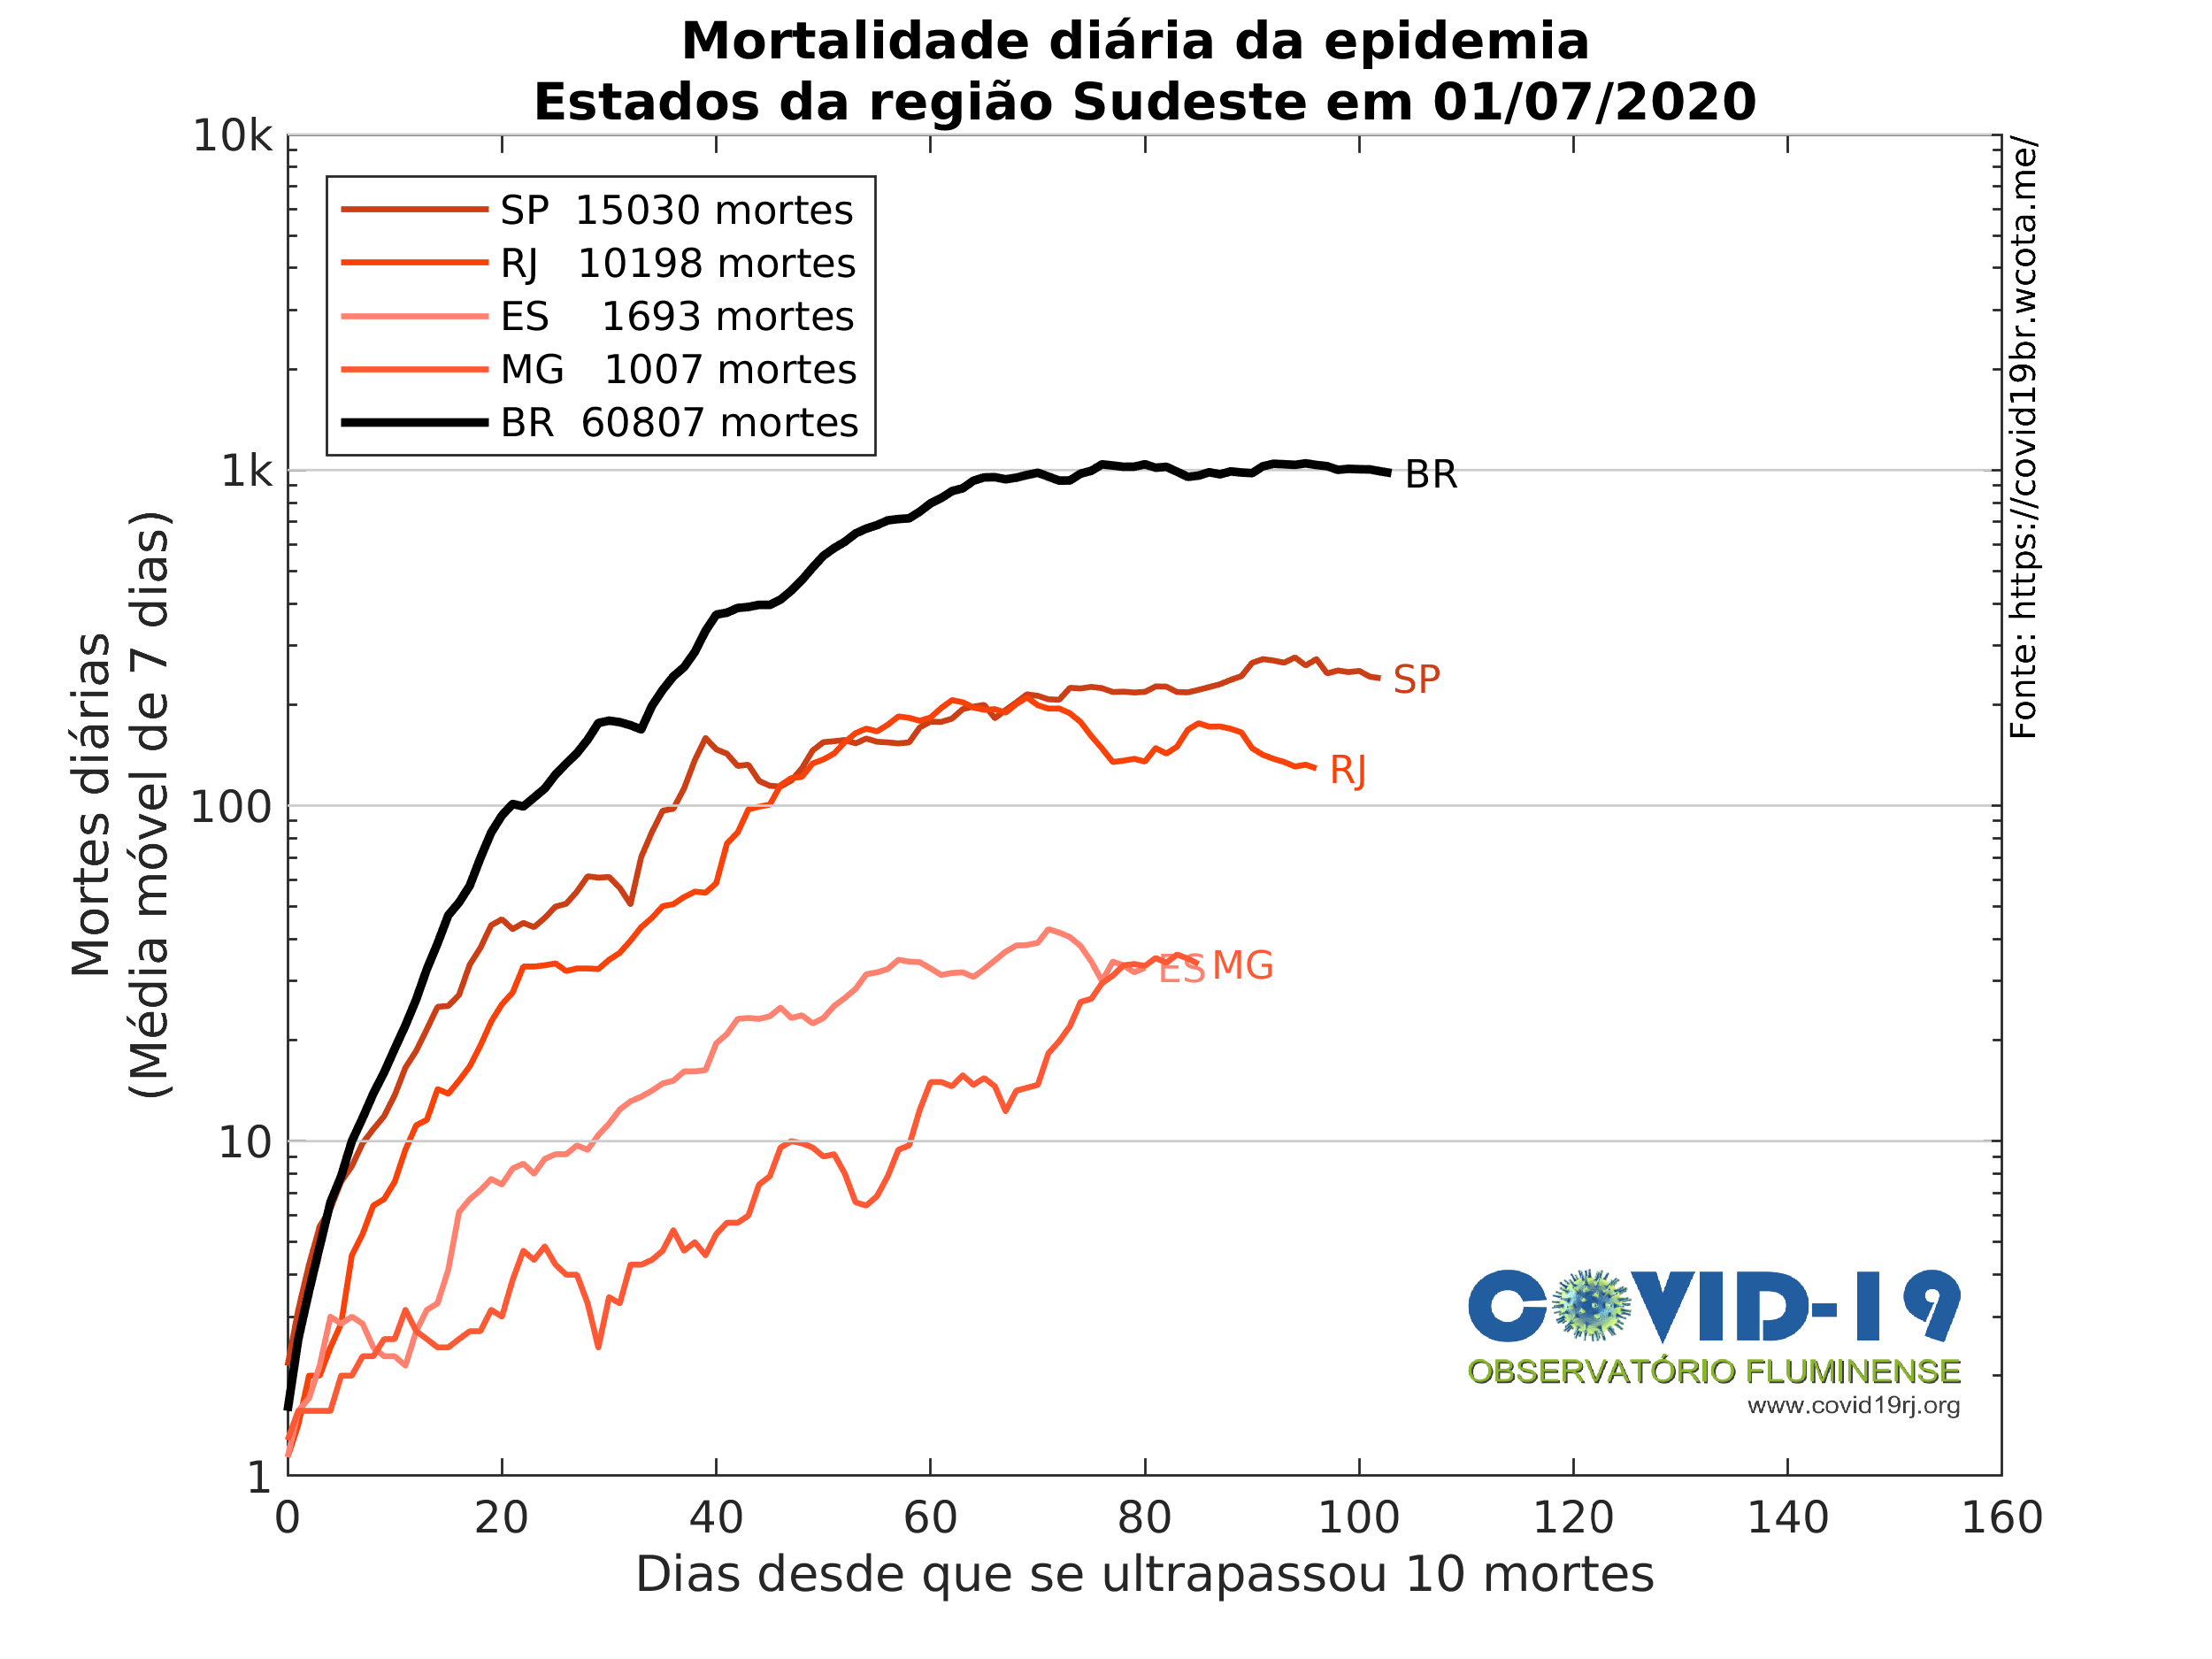 Mortalidade diária da epidemia
Estados da região Sudeste em 01/07/2020
10k
1k
100
10
1
Mortes diárias
(Média móvel de 7 dias)
SP 15030 mortes
RJ 10198 mortes
ES 1693 mortes
MG 1007 mortes
BR 60807 mortes
BR
SP
RJ
ES
MG
Fonte: https://covid19br.wcota.me/
COVID-19
OBSERVATÓRIO FLUMINENSE
www.covid19rj.org
0 20 40 60 80 100 120 140 160
Dias desde que se ultrapassou 10 mortes